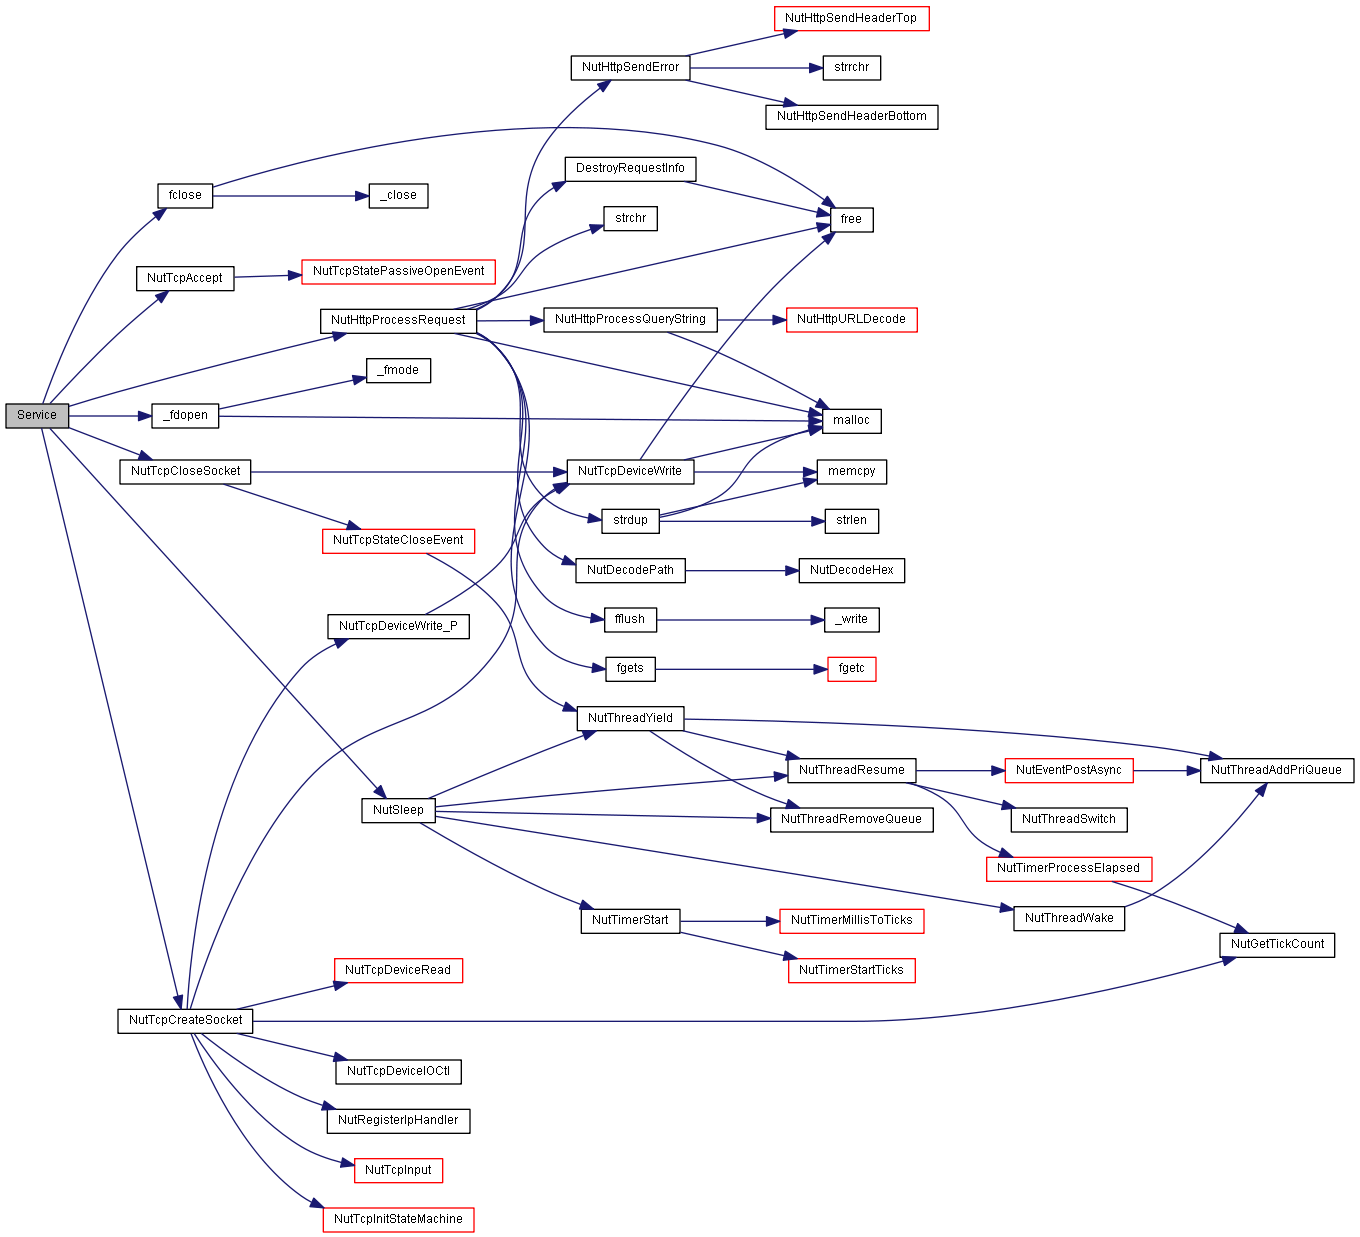 NutHttpSendHeaderTop
NutHttpSendError
strrchr
NutHttpSendHeaderBottom
DestroyRequestInfo
fclose
_close
strchr
free
NutTcpStatePassiveOpenEvent
NutTcpAccept
NutHttpProcessRequest
NutHttpProcessQueryString
NutHttpURLDecode
_fmode
Service
_fdopen
malloc
NutTcpCloseSocket
NutTcpDeviceWrite
memcpy
strdup
strlen
NutTcpStateCloseEvent
NutDecodePath
NutDecodeHex
NutTcpDeviceWrite_P
fflush
_write
fgets
fgetc
NutThreadYield
NutThreadResume
NutEventPostAsync
NutThreadAddPriQueue
NutSleep
NutThreadRemoveQueue
NutThreadSwitch
NutTimerProcessElapsed
NutTimerStart
NutTimerMillisToTicks
NutThreadWake
NutGetTickCount
NutTcpDeviceRead
NutTimerStartTicks
NutTcpCreateSocket
NutTcpDeviceIOCtl
NutRegisterIpHandler
NutTcpInput
NutTcpInitStateMachine